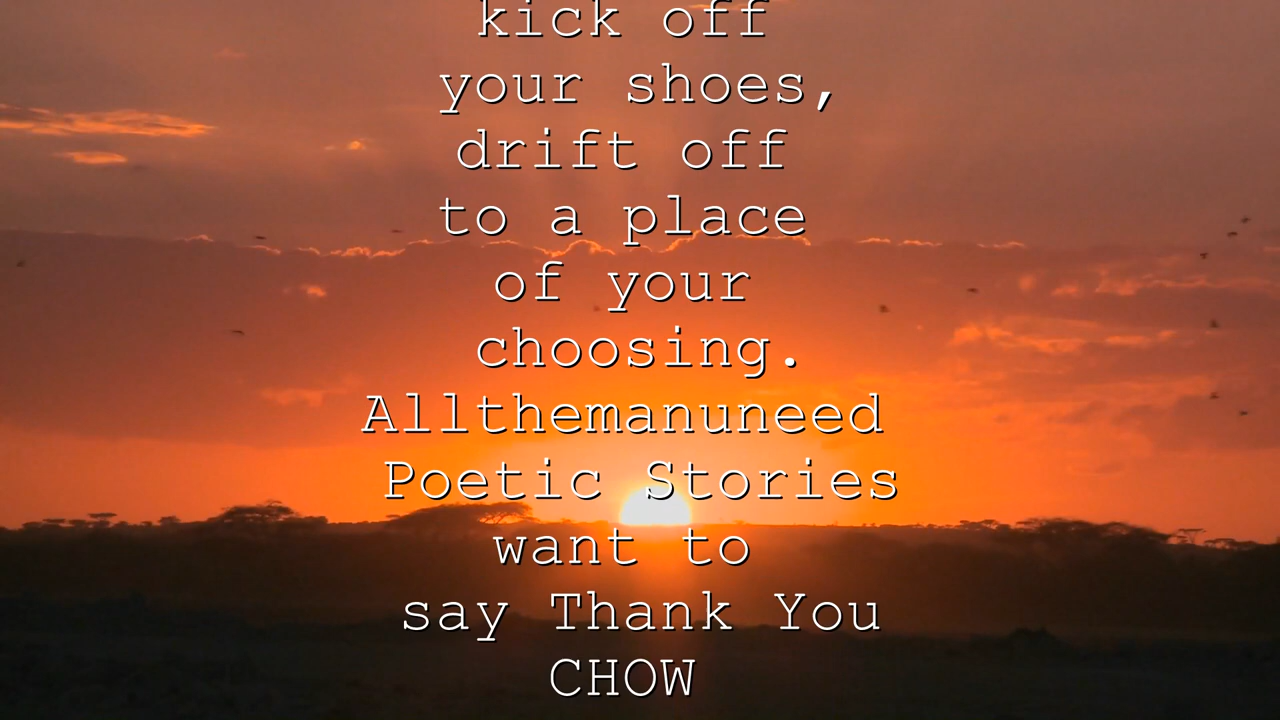 kick off
your shoes,
drift off
to a place
of your
choosing.
Allthemanuneed
Poetic Stories
want to
say Thank You
CHOW